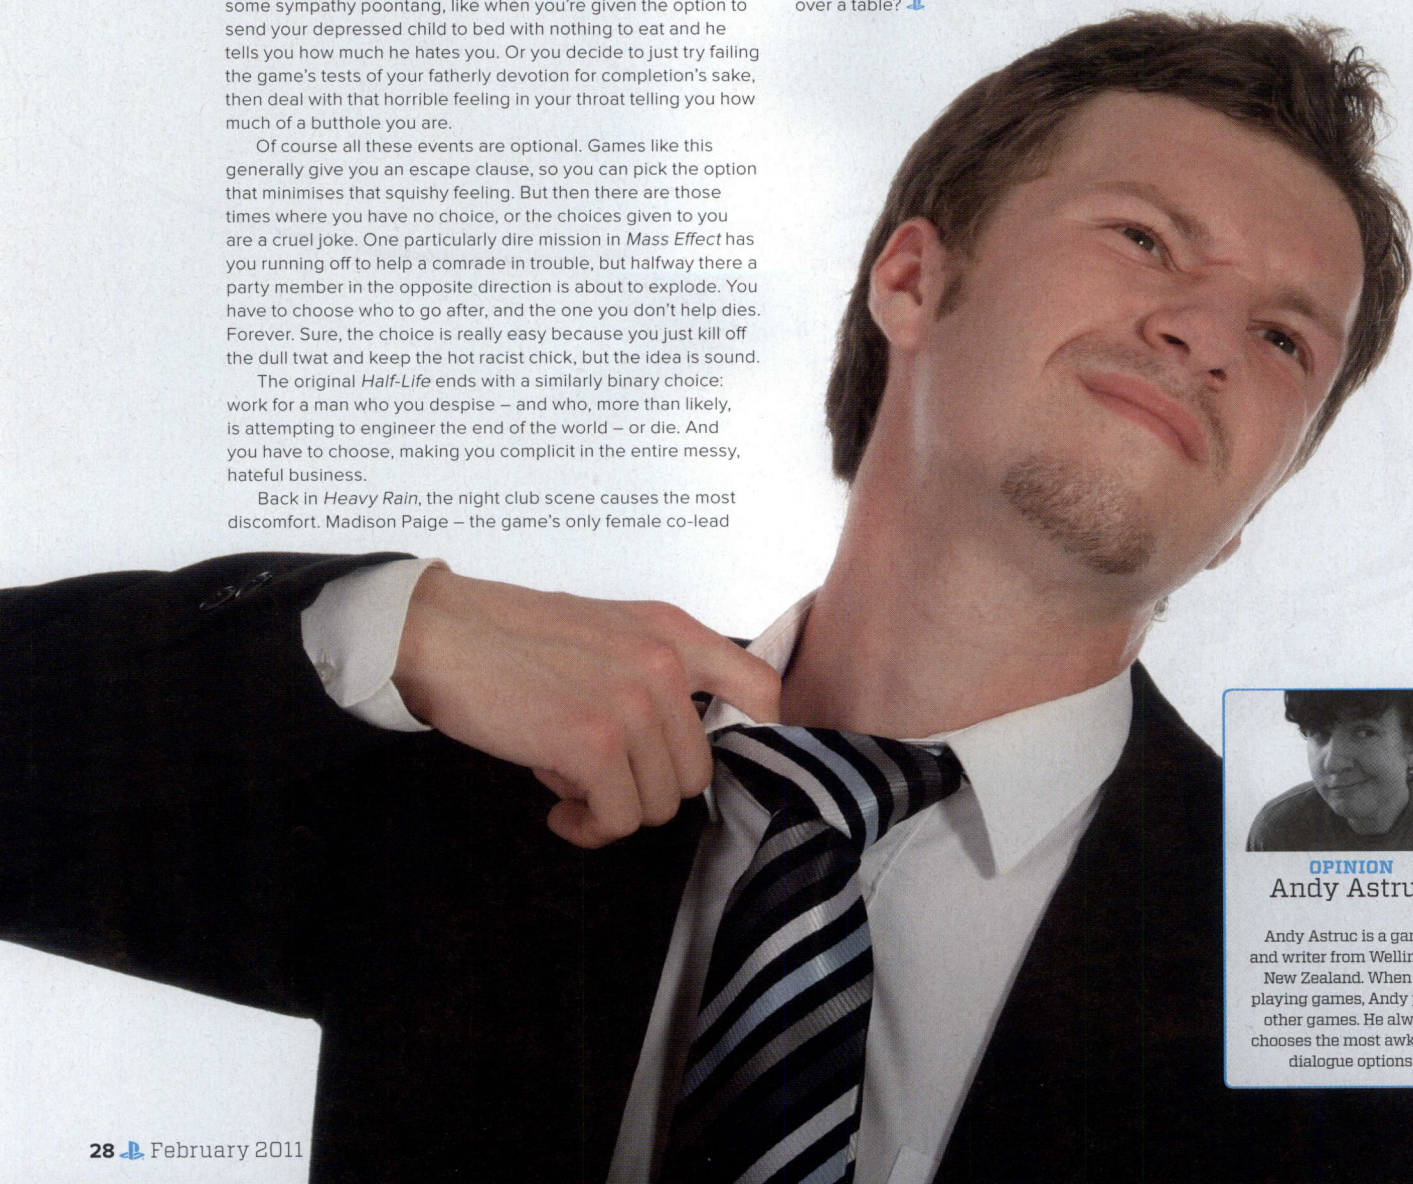 some sympathy poontang, like when you're given the option to
send your depressed child to bed with nothing to eat and he
tells you how much he hates you. Or you decide to just try failing
the game's tests of your fatherly devotion for completion's sake,
then deal with that horrible feeling in your throat telling you how
much of a butthole you are.
Of course all these events are optional. Games like this
generally give you an escape clause, so you can pick the option
that minimises that squishy feeling. But then there are those
times where you have no choice, or the choices given to you
are a cruel joke. One particularly dire mission in Mass Effect has
you running off to help a comrade in trouble, but halfway there a
party member in the opposite direction is about to explode. You
have to choose who to go after, and the one you don't help dies.
Forever. Sure, the choice is really easy because you just kill off
the dull twat and keep the hot racist chick, but the idea is sound.
The original Half-Life ends with a similarly binary choice:
work for a man who you despise – and who, more than likely,
is attempting to engineer the end of the world – or die. And
you have to choose, making you complicit in the entire messy,
hateful business.
Back in Heavy Rain, the night club scene causes the most
discomfort. Madison Paige – the game's only female co-lead
over a table?
OPINION
Andy Astru
Andy Astruc is a gam
and writer from Wellin
New Zealand. When
playing games, Andy
other games. He alw
chooses the most awk
dialogue options
28 February 2011